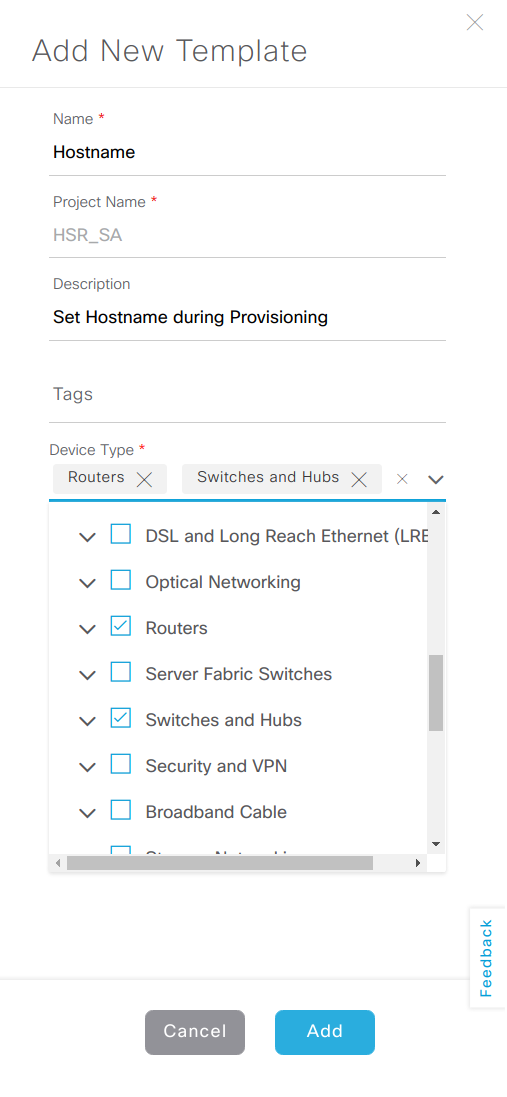 Add New Template
Name *
Hostname
Project Name *
HSR_SA
Description
Set Hostname during Provisioning
Tags
Device Type *
Routers Switches and Hubs
DSL and Long Reach Ethernet (LRE
Optical Networking
Routers
Server Fabric Switches
Switches and Hubs
Security and VPN
Broadband Cable
Feedback
Cancel Add